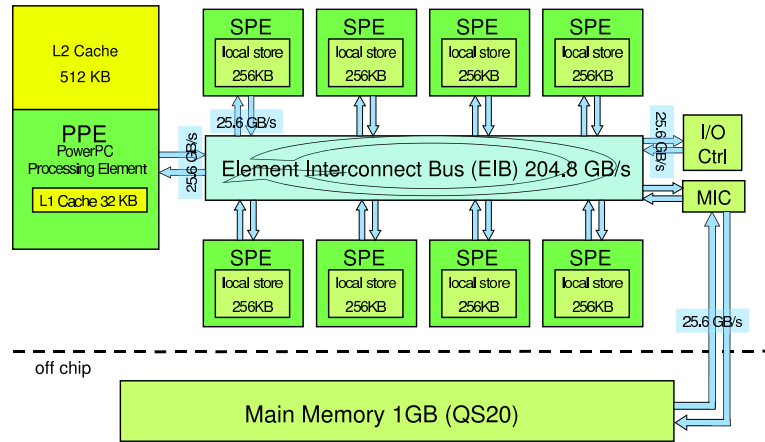 L2 Cache
512 KB
PPE
PowerPC
Processing Element
L1 Cache 32 KB
SPE
local store
256KB
SPE
local store
256KB
SPE
local store
256KB
SPE
local store
256KB
25.6 GB/s
25.6 GB/s
Element Interconnect Bus (EIB) 204.8 GB/s
25.6 GB/s
I/O
Ctrl
MIC
SPE
local store
256KB
SPE
local store
256KB
SPE
local store
256KB
SPE
local store
256KB
25.6 GB/s
off chip
Main Memory 1GB (QS20)